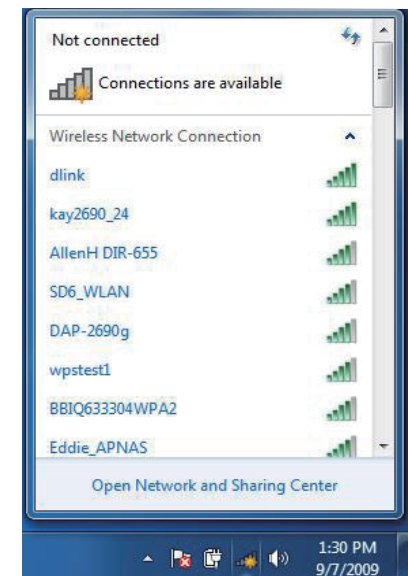 Not connected
Connections are available
Wireless Network Connection
dlink
kay2690_24
AllenH DIR-655
SD6_WLAN
DAP-2690g
wpstest1
BBIQ633304WPA2
Eddie_APNAS
Open Network and Sharing Center
1:30 PM
9/7/2009